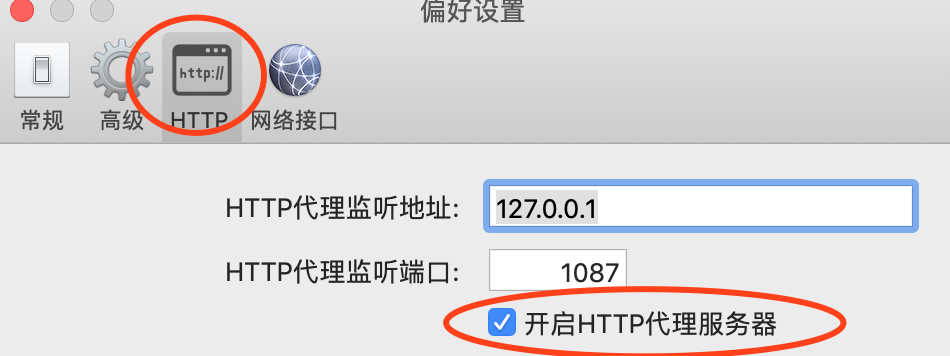 偏好设置
http://
常规 高级 HTTP 网络接口
HTTP代理监听地址: 127.0.0.1
HTTP代理监听端口: 1087
开启HTTP代理服务器